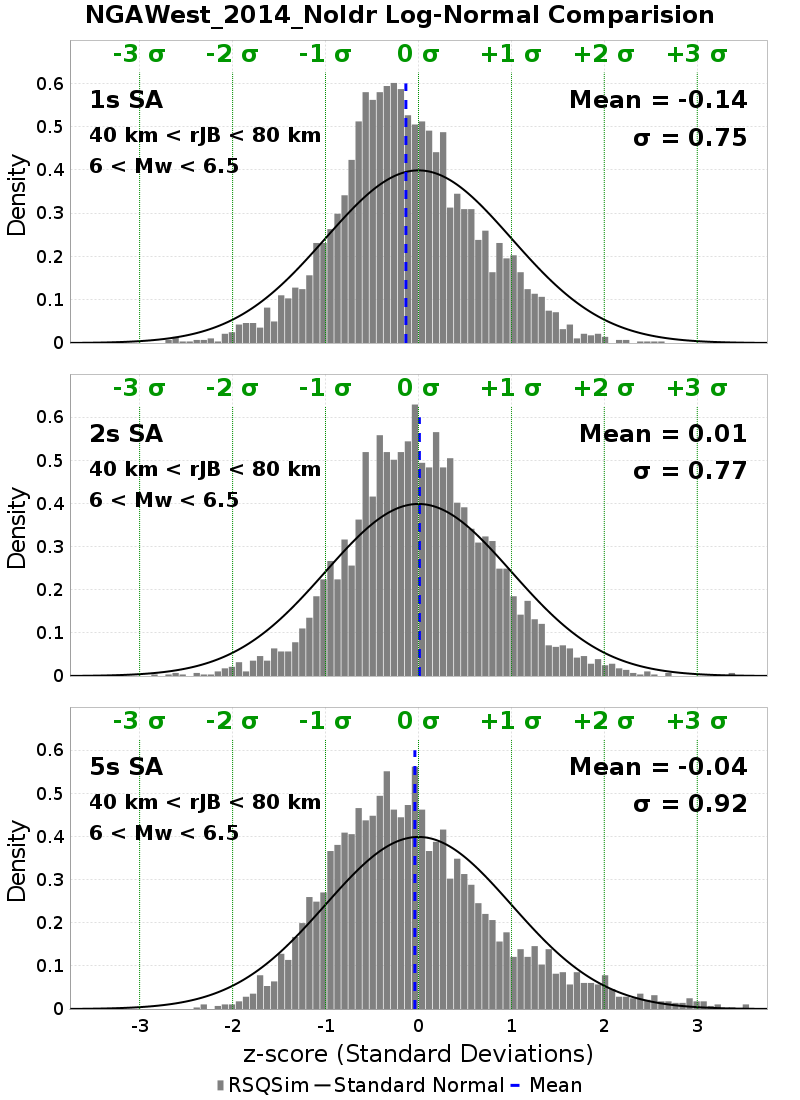 NGAWest_2014_NoIdr Log-Normal Comparision
-3 σ -2 σ -1 σ 0 σ +1 σ +2 σ +3 σ
0.6
1s SA Mean = -0.14
0.5
40 km < rJB < 80 km σ = 0.75
6 < Mw < 6.5
0.4
0.3
0.2
0.1
0
Density
-3 σ -2 σ -1 σ 0 σ +1 σ +2 σ +3 σ
0.6
2s SA Mean = 0.01
0.5
40 km < rJB < 80 km σ = 0.77
6 < Mw < 6.5
0.4
0.3
0.2
0.1
0
Density
-3 σ -2 σ -1 σ 0 σ +1 σ +2 σ +3 σ
0.6
5s SA Mean = -0.04
0.5
40 km < rJB < 80 km σ = 0.92
6 < Mw < 6.5
0.4
0.3
0.2
0.1
0
Density
-3 -2 -1 0 1 2 3
z-score (Standard Deviations)
RSQSim Standard Normal Mean